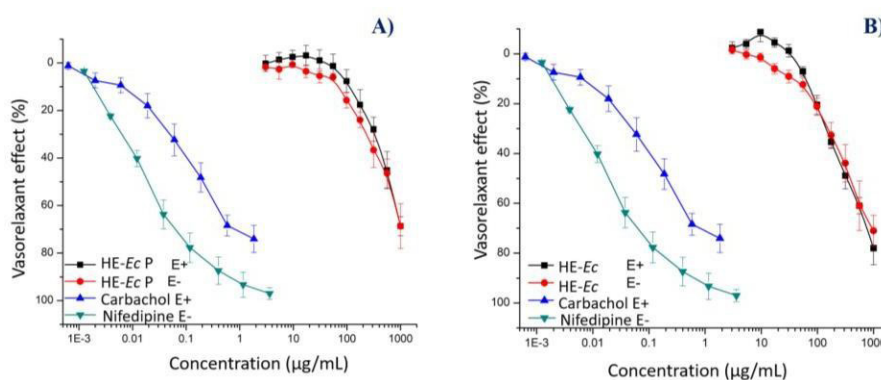 A)
Vasorelaxant effect (%)
0
20
40
60
80
100
HE-Ec P E+
HE-Ec P E-
Carbachol E+
Nifedipine E-
1E-3 0.01 0.1 1 10 100 1000
Concentration (µg/mL)
B)
Vasorelaxant effect (%)
0
20
40
60
80
100
HE-Ec E+
HE-Ec E-
Carbachol E+
Nifedipine E-
1E-3 0.01 0.1 1 10 100 1000
Concentration (µg/mL)